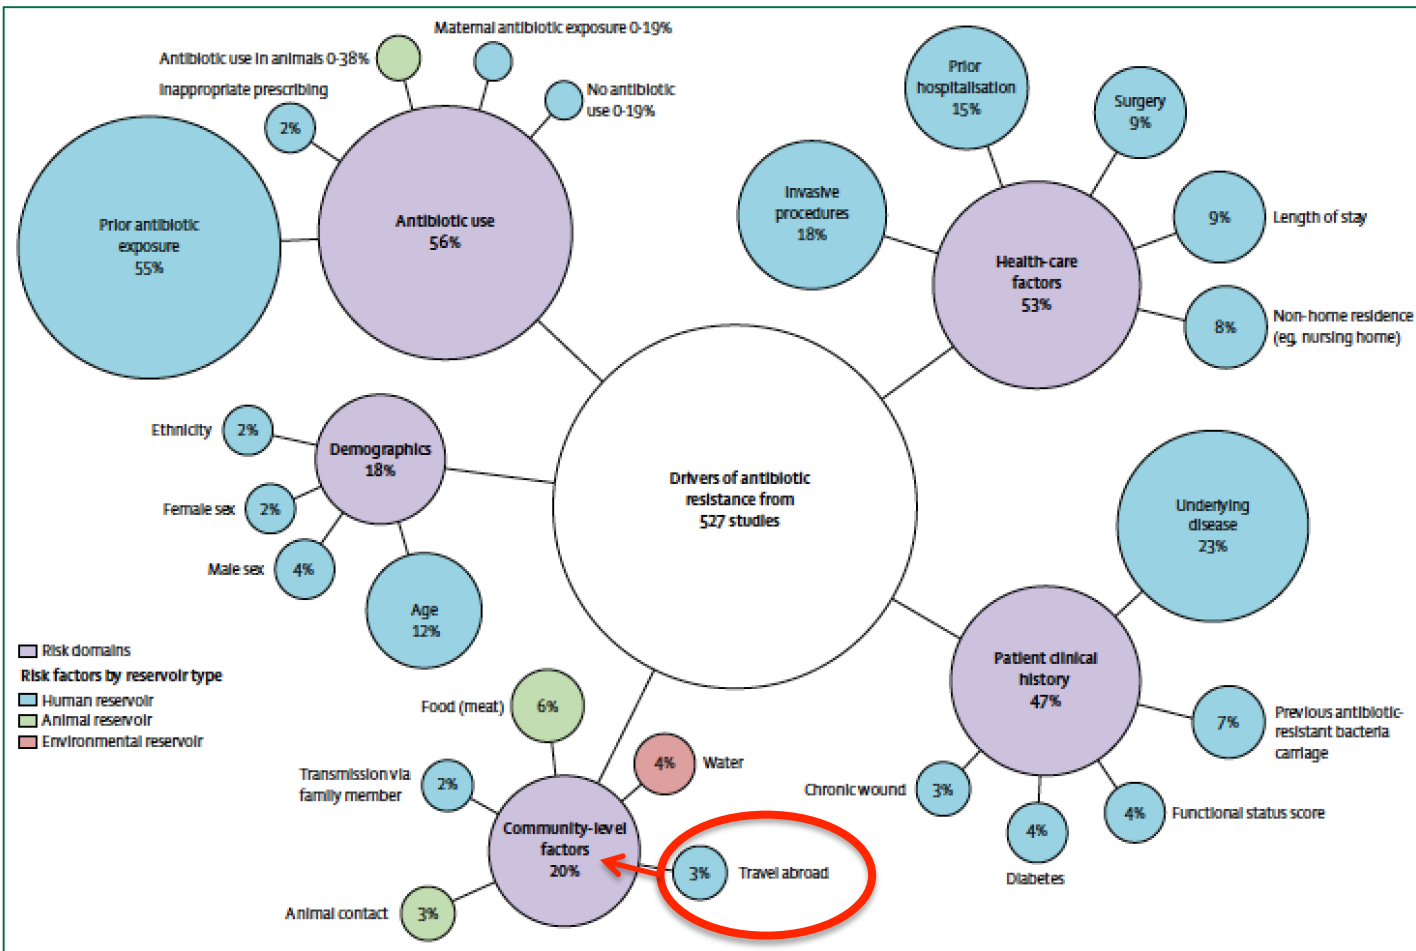 Maternal antibiotic exposure 0-19%
Antibiotic use in animals 0-38%
Inappropriate prescribing
2%
No antibiotic
use 0-19%
Prior antibiotic
exposure
55%
Antibiotic use
56%
Prior
hospitalisation
15%
Surgery
9%
Invasive
procedures
18%
9%
Length of stay
Health-care
factors
53%
8%
Non-home residence
(eg, nursing home)
Ethnicity
2%
Demographics
18%
Female sex
2%
Male sex
4%
Age
12%
Drivers of antibiotic
resistance from
527 studies
Underlying
disease
23%
Patient clinical
history
47%
7%
Previous antibiotic-
resistant bacteria
carriage
Chronic wound
3%
4%
Diabetes
4%
Functional status score
Risk domains
Risk factors by reservoir type
Human reservoir
Animal reservoir
Environmental reservoir
Food (meat)
6%
4%
Water
Transmission via
family member
2%
Community-level
factors
20%
3%
Travel abroad
Animal contact
3%